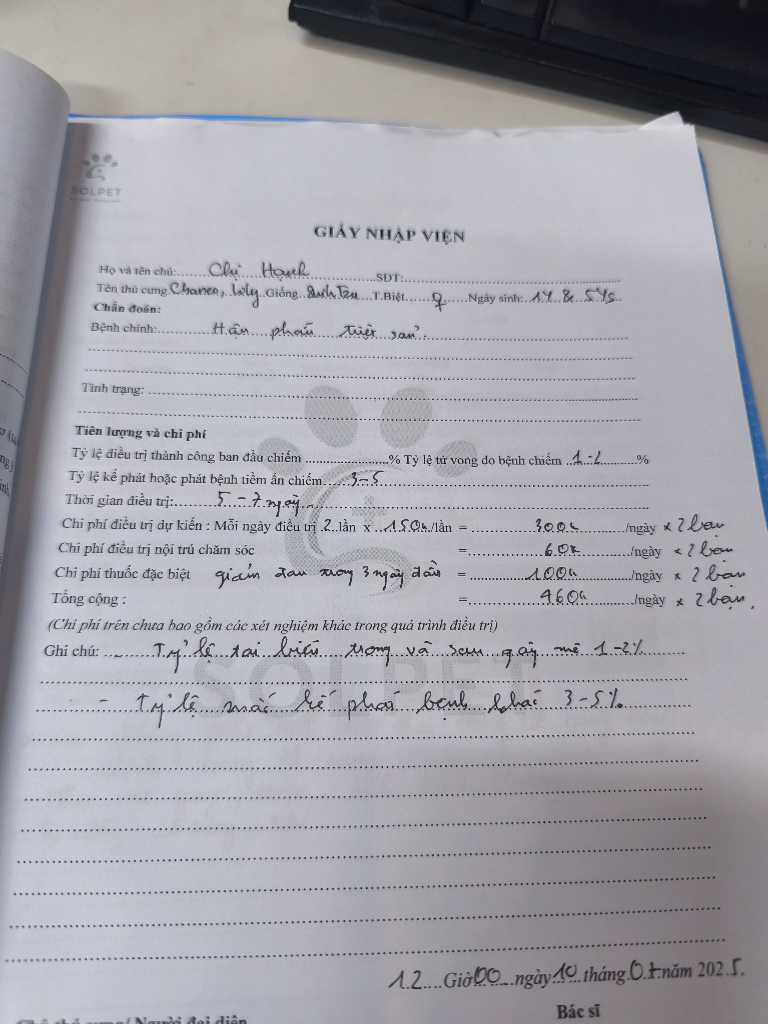 SOLPET
GIẤY NHẬP VIỆN
Họ và tên chủ: Chị Hạnh SĐT:
Tên thú cưng Chance, Lily Giống T.Biệt ♀ Ngày sinh: 1Y & 5Ys
Chẩn đoán:
Bệnh chính: Hậu phẫu triệt sản.
Tình trạng:
Tiên lượng và chi phí
Tỷ lệ điều trị thành công ban đầu chiếm % Tỷ lệ tử vong do bệnh chiếm 1-2 %
Tỷ lệ kế phát hoặc phát bệnh tiềm ẩn chiếm 3-5
Thời gian điều trị: 5-7 ngày
Chi phí điều trị dự kiến : Mỗi ngày điều trị 2 lần x 150k/lần = 300k /ngày x 2 bạn
Chi phí điều trị nội trú chăm sóc = 60k /ngày x 2 bạn
Chi phí thuốc đặc biệt giảm đau trong 3 ngày đầu = 100k /ngày x 2 bạn
Tổng cộng : = 460k /ngày x 2 bạn.
(Chi phí trên chưa bao gồm các xét nghiệm khác trong quá trình điều trị)
Ghi chú: Tỷ lệ tai biến trong và sau gây mê 1-2%
- Tỷ lệ mắc kế phát bệnh khác 3-5%
SOLPET
12 Giờ 00 ngày 10 tháng 07 năm 2025.
Chủ thú cưng/ Người đại diện Bác sĩ